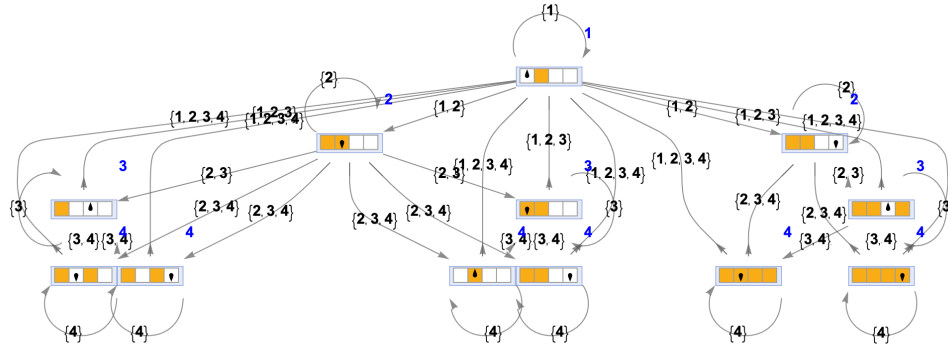 {1}
1
{2}
2
{2}
2
{1, 2, 3, 4}
{1, 2, 3}
{1, 2, 3, 4}
{1, 2}
{1, 2}
{1, 2, 3}
{1, 2, 3, 4}
{1, 2, 3}
3
{2, 3}
{2, 3}
{1, 2, 3, 4}
3
{1, 2, 3, 4}
{1, 2, 3, 4}
{2, 3}
3
{3}
{2, 3, 4}
{2, 3, 4}
{2, 3, 4}
{2, 3, 4}
{3}
{2, 3, 4}
{2, 3, 4}
4
{3, 4}
{3, 4}
4
4
{3, 4}
{3, 4}
4
4
{3, 4}
{3, 4}
4
{4}
{4}
{4}
{4}
{4}
{4}